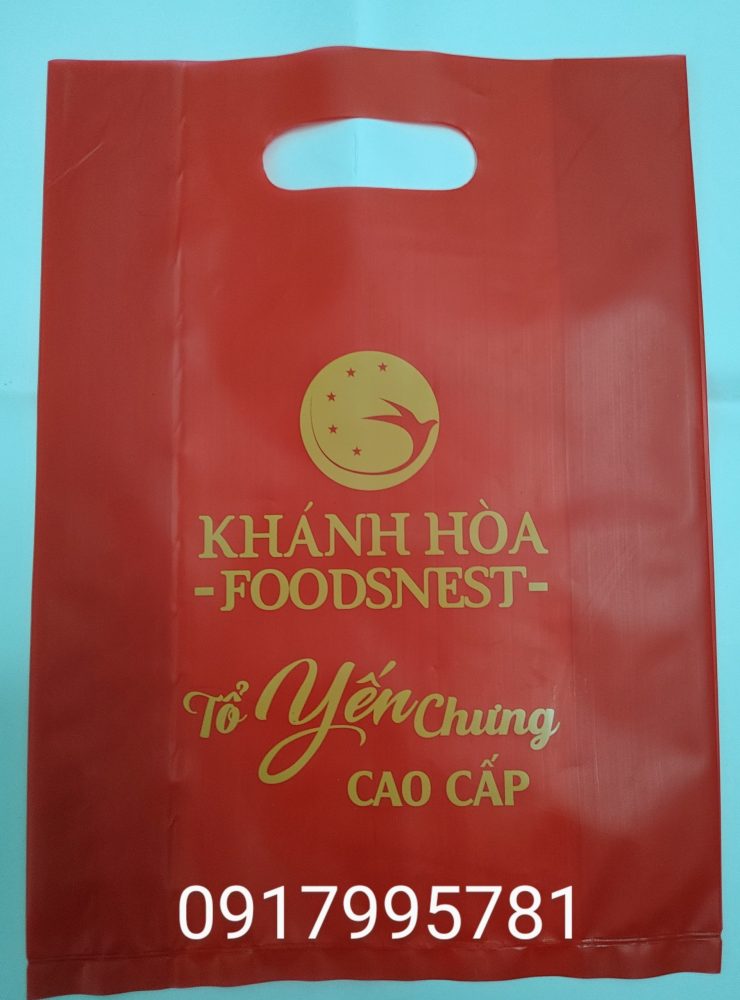 KHÁNH HÒA
-FOODSNEST-
Tổ Yến Chưng
CAO CẤP
0917995781